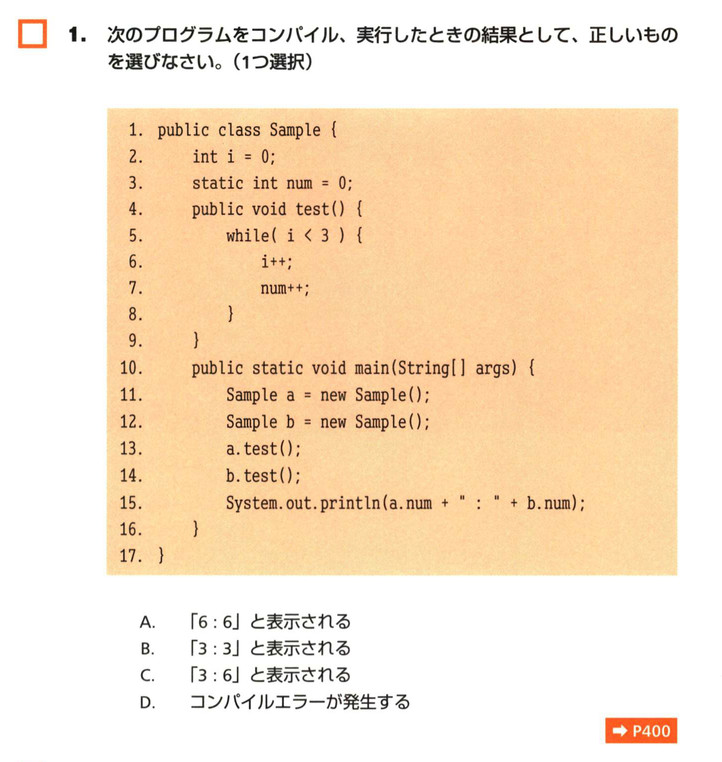 1. 次のプログラムをコンパイル、実行したときの結果として、正しいもの
を選びなさい。（1つ選択）
1. public class Sample {
2.     int i = 0;
3.     static int num = 0;
4.     public void test() {
5.         while( i < 3 ) {
6.             i++;
7.             num++;
8.         }
9.     }
10.     public static void main(String[] args) {
11.         Sample a = new Sample();
12.         Sample b = new Sample();
13.         a.test();
14.         b.test();
15.         System.out.println(a.num + " : " + b.num);
16.     }
17. }
A. 「6 : 6」と表示される
B. 「3 : 3」と表示される
C. 「3 : 6」と表示される
D. コンパイルエラーが発生する
➡ P400